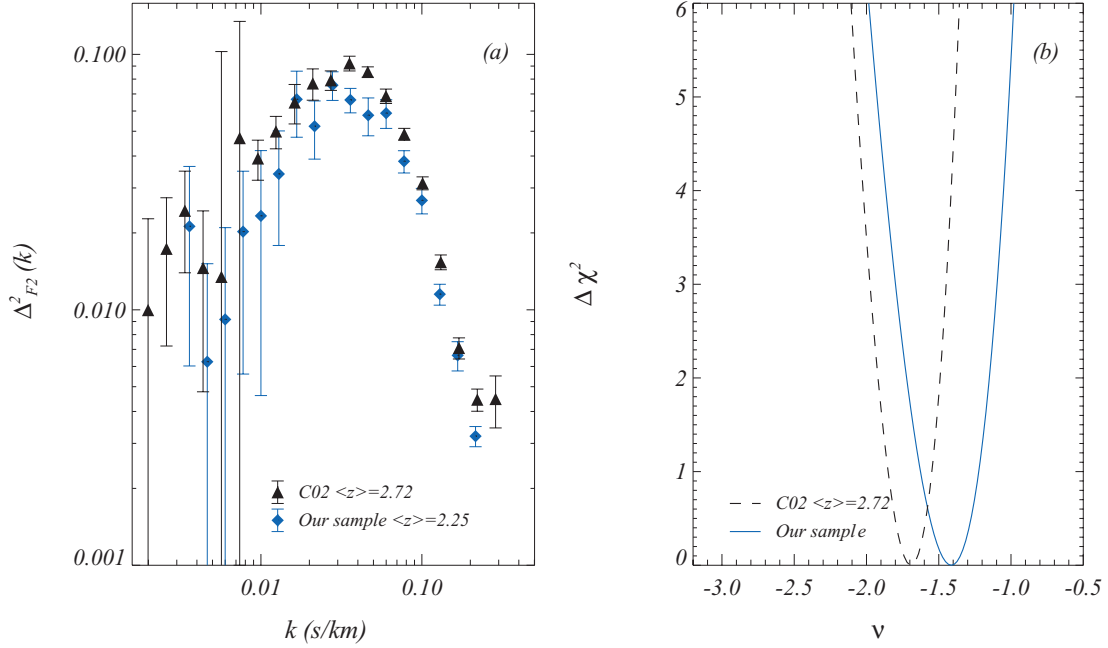 (a)
0.100
0.010
0.001
Δ²F2 (k)
C02 <z>=2.72
Our sample <z>=2.25
0.01
0.10
k (s/km)
(b)
6
5
4
3
2
1
0
Δ χ²
C02 <z>=2.72
Our sample
-3.0
-2.5
-2.0
-1.5
-1.0
-0.5
ν